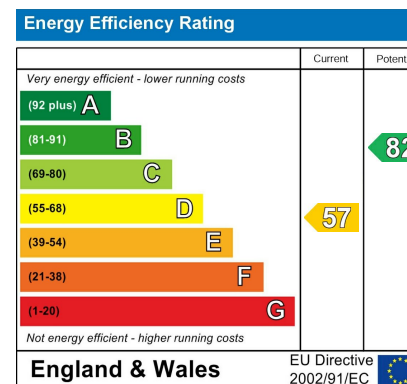 Energy Efficiency Rating
Current Potent
Very energy efficient - lower running costs
(92 plus) A
(81-91) B
82
(69-80) C
(55-68) D
57
(39-54) E
(21-38) F
(1-20) G
Not energy efficient - higher running costs
England & Wales
EU Directive
2002/91/EC